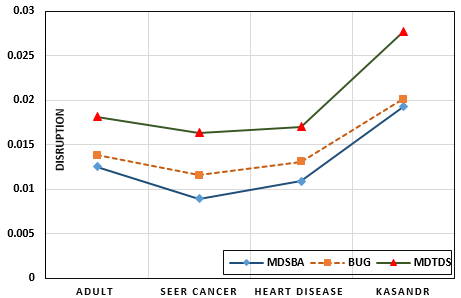 0.03
0.025
0.02
0.015
0.01
0.005
0
DISRUPTION
MDSBA BUG MDTDS
ADULT SEER CANCER HEART DISEASE KASANDR